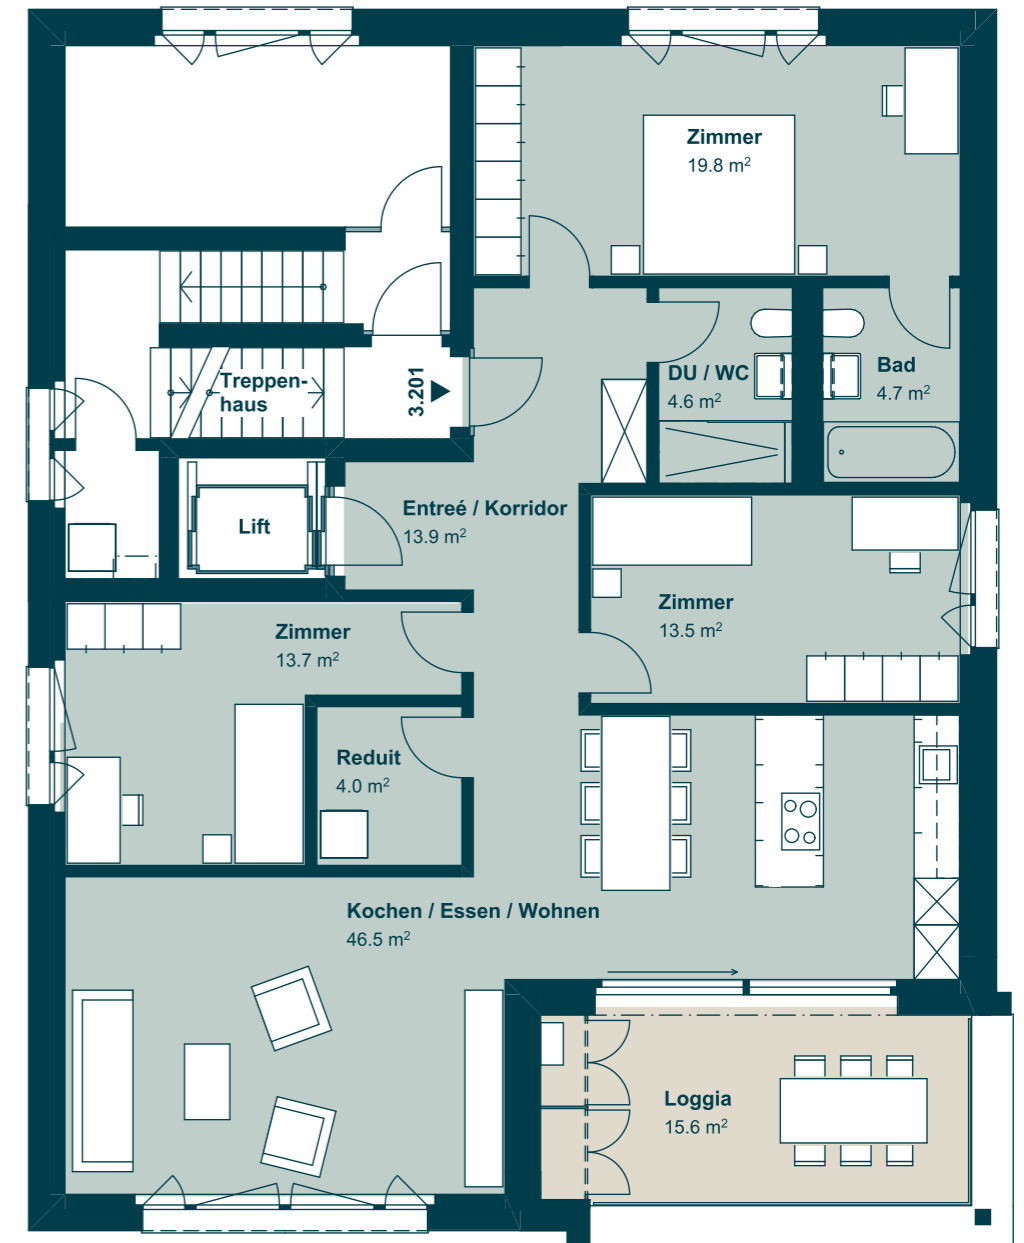 Zimmer
19.8 m²
DU / WC
4.6 m²
Bad
4.7 m²
Treppen-
haus
3.201
Lift
Entreé / Korridor
13.9 m²
Zimmer
13.5 m²
Zimmer
13.7 m²
Reduit
4.0 m²
Kochen / Essen / Wohnen
46.5 m²
Loggia
15.6 m²